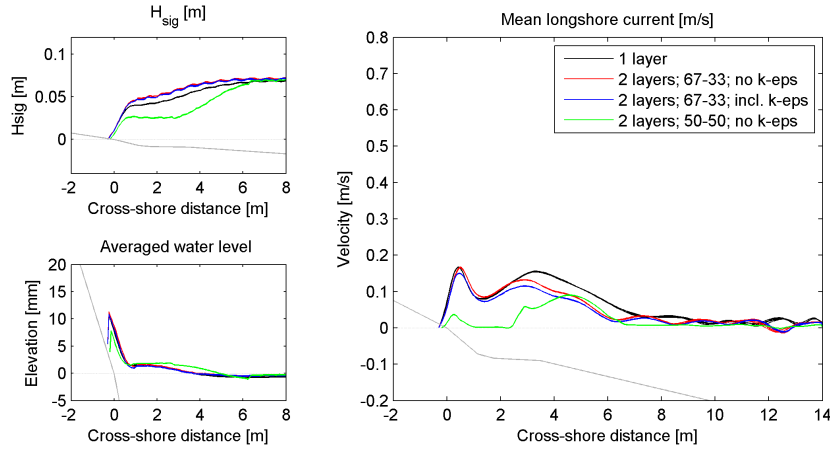 H_sig [m]
0.1
0.05
0
Hsig [m]
-2 0 2 4 6 8
Cross-shore distance [m]
Averaged water level
20
15
10
5
0
-5
Elevation [mm]
-2 0 2 4 6 8
Cross-shore distance [m]
Mean longshore current [m/s]
0.8
0.7
0.6
0.5
0.4
0.3
0.2
0.1
0
-0.1
-0.2
Velocity [m/s]
1 layer
2 layers; 67-33; no k-eps
2 layers; 67-33; incl. k-eps
2 layers; 50-50; no k-eps
-2 0 2 4 6 8 10 12 14
Cross-shore distance [m]